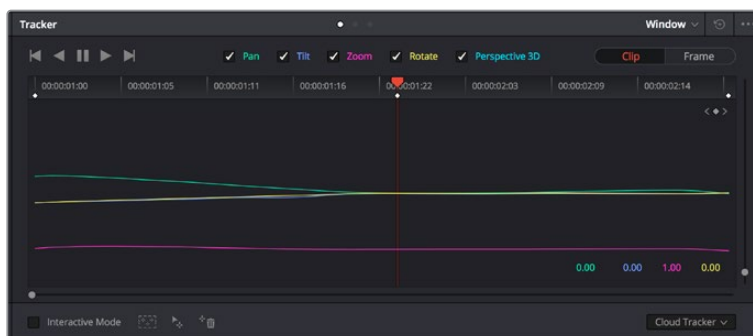 Tracker
Window
Pan Tilt Zoom Rotate Perspective 3D
Clip Frame
00:00:01:00 00:00:01:05 00:00:01:11 00:00:01:16 00:00:01:22 00:00:02:03 00:00:02:09 00:00:02:14
0.00 0.00 1.00 0.00
Interactive Mode
Cloud Tracker